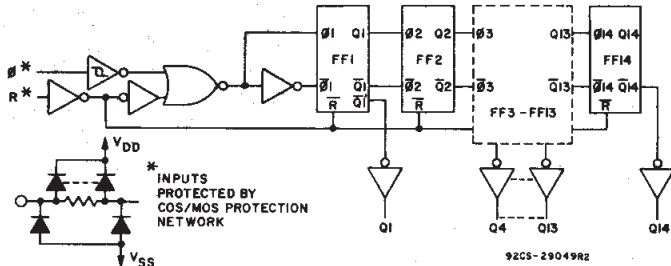 Ø1 Q1 Ø2 Q2 Ø3 Q13 Ø14 Q14
FF1 FF2 FF14
Ø*
R*
Ø̅1 Q̅1 Ø̅2 Q̅2 Ø̅3 Q̅13 Ø̅14 Q̅14
R̅ Q̅1' R̅ FF3-FF13 R̅
VDD
*
INPUTS
PROTECTED BY
COS/MOS PROTECTION
NETWORK
VSS
Q1 Q4 Q13 Q14
92CS-29049R2